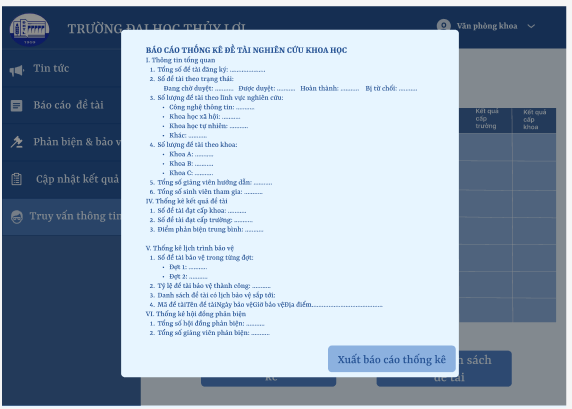 TRƯỜNG ĐẠI HỌC THỦY LỢI
Văn phòng khoa
Tin tức
Báo cáo đề tài
Phản biện & bảo v
Cập nhật kết quả
Truy vấn thông tin
Kết quả cấp trường
Kết quả cấp khoa
BÁO CÁO THỐNG KÊ ĐỀ TÀI NGHIÊN CỨU KHOA HỌC
I. Thông tin tổng quan
1. Tổng số đề tài đăng ký: ..................
2. Số đề tài theo trạng thái:
Đang chờ duyệt: .......... Được duyệt: .......... Hoàn thành: .......... Bị từ chối: ..........
3. Số lượng đề tài theo lĩnh vực nghiên cứu:
• Công nghệ thông tin: ..........
• Khoa học xã hội: ..........
• Khoa học tự nhiên: ..........
• Khác: ..........
4. Số lượng đề tài theo khoa:
• Khoa A: ..........
• Khoa B: ..........
• Khoa C: ..........
5. Tổng số giảng viên hướng dẫn: ..........
6. Tổng số sinh viên tham gia: ..........
IV. Thống kê kết quả đề tài
1. Số đề tài đạt cấp khoa: ..........
2. Số đề tài đạt cấp trường: ..........
3. Điểm phản biện trung bình: ..........
V. Thống kê lịch trình bảo vệ
1. Số đề tài bảo vệ trong từng đợt:
• Đợt 1: ..........
• Đợt 2: ..........
2. Tỷ lệ đề tài bảo vệ thành công: ..........
3. Danh sách đề tài có lịch bảo vệ sắp tới:
4. Mã đề tàiTên đề tàiNgày bảo vệGiờ bảo vệĐịa điểm....................................
VI. Thống kê hội đồng phản biện
1. Tổng số hội đồng phản biện: ..........
2. Tổng số giảng viên phản biện: ..........
Xuất báo cáo thống kê
h sách
đề tài